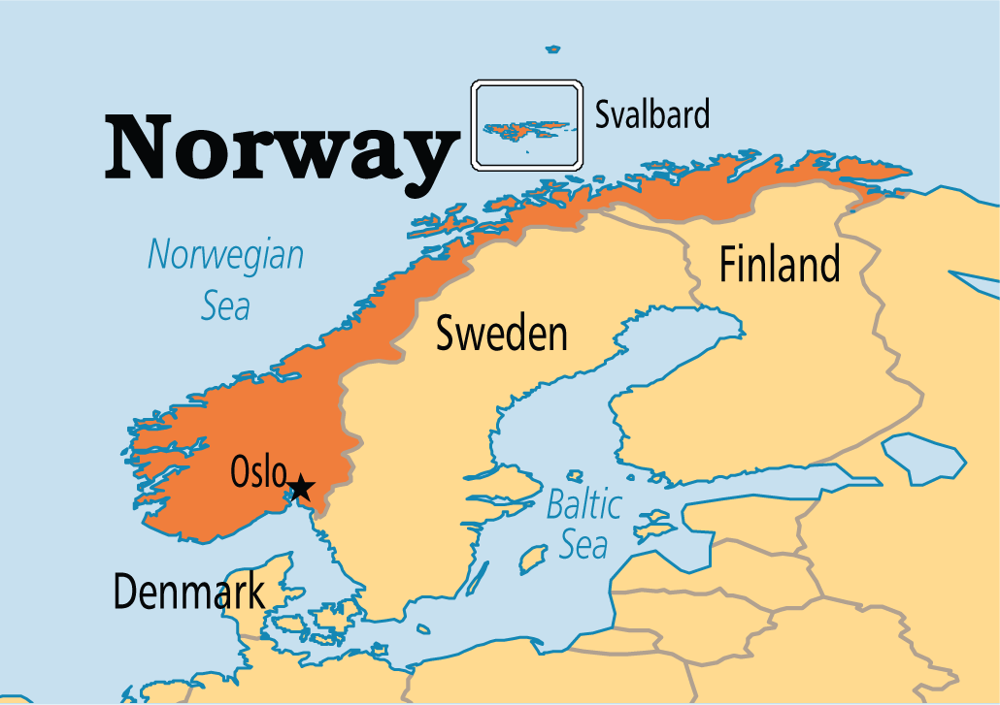 Norway
Svalbard
Norwegian
Sea
Finland
Sweden
Oslo
Baltic
Sea
Denmark